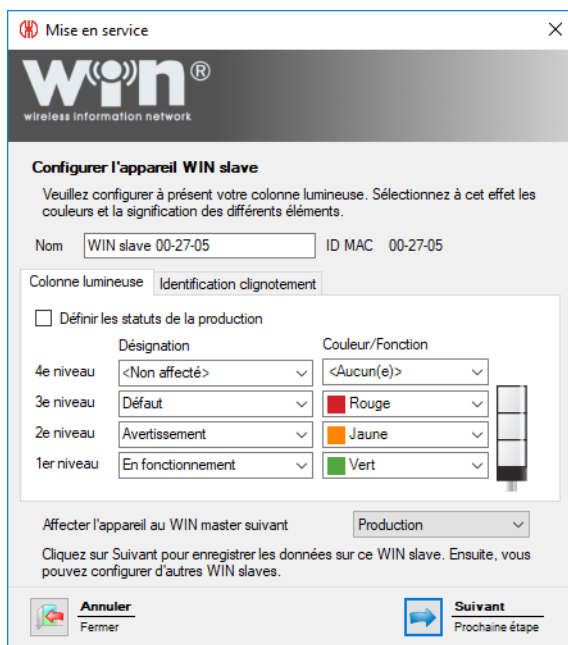 Mise en service
WIN®
wireless information network
Configurer l'appareil WIN slave
Veuillez configurer à présent votre colonne lumineuse. Sélectionnez à cet effet les
couleurs et la signification des différents éléments.
Nom WIN slave 00-27-05 ID MAC 00-27-05
Colonne lumineuse Identification clignotement
Définir les statuts de la production
Désignation Couleur/Fonction
4e niveau <Non affecté> <Aucun(e)>
3e niveau Défaut Rouge
2e niveau Avertissement Jaune
1er niveau En fonctionnement Vert
Affecter l'appareil au WIN master suivant Production
Cliquez sur Suivant pour enregistrer les données sur ce WIN slave. Ensuite, vous
pouvez configurer d'autres WIN slaves.
Annuler Suivant
Fermer Prochaine étape